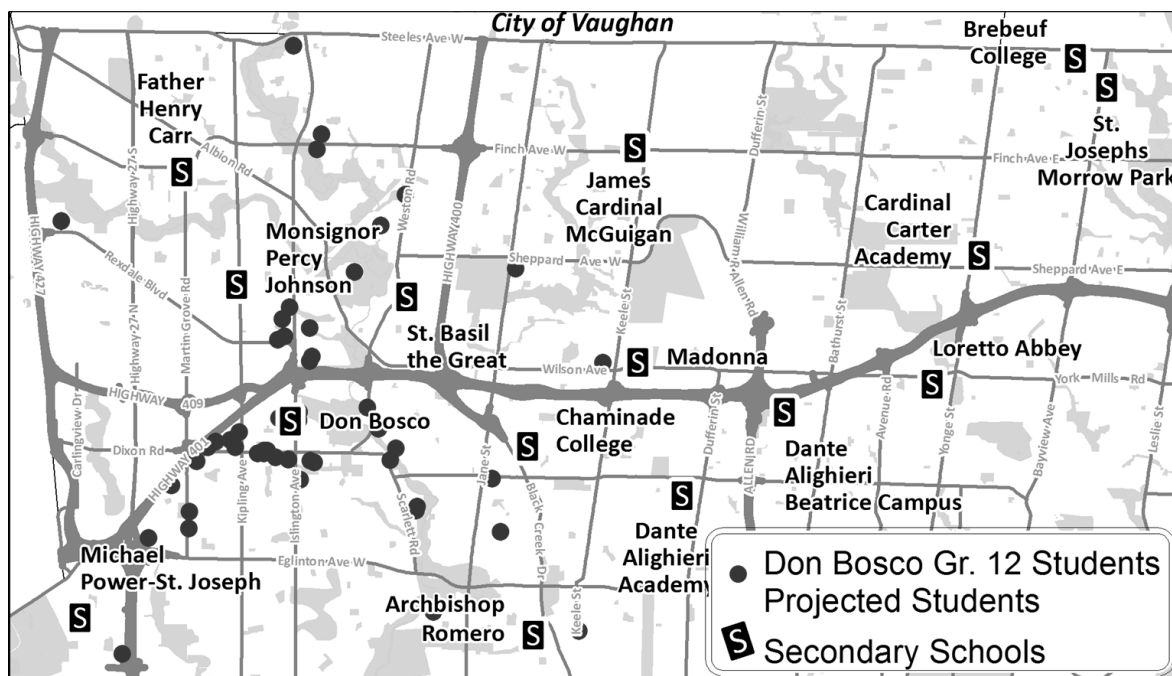 City of Vaughan
Steeles Ave W
Brebeuf
College
Father
Henry
Carr
St.
Josephs
Morrow Park
Albion Rd
Highway 27 S
Finch Ave W
Finch Ave E
Dufferin St
James
Cardinal
McGuigan
Weston Rd
HIGHWAY 400
Cardinal
Carter
Academy
Monsignor
Percy
Johnson
HIGHWAY 427
Rexdale Blvd
Sheppard Ave W
Sheppard Ave E
William R Allen Rd
Keele St
Bathurst St
Highway 27 N
Martin Grove Rd
St. Basil
the Great
Madonna
Loretto Abbey
Wilson Ave
York Mills Rd
HIGHWAY 409
Carlingview Dr
Don Bosco
Chaminade
College
Dufferin St
Avenue Rd
Yonge St
Bayview Ave
Leslie St
Dixon Rd
HIGHWAY 401
Kipling Ave
Islington Ave
Scarlett Rd
Jane St
Black Creek Dr
ALLEN RD
Dante
Alighieri
Beatrice Campus
Dante
Alighieri
Academy
Eglinton Ave W
Michael
Power-St. Joseph
Archbishop
Romero
Keele St
Don Bosco Gr. 12 Students
Projected Students
S Secondary Schools